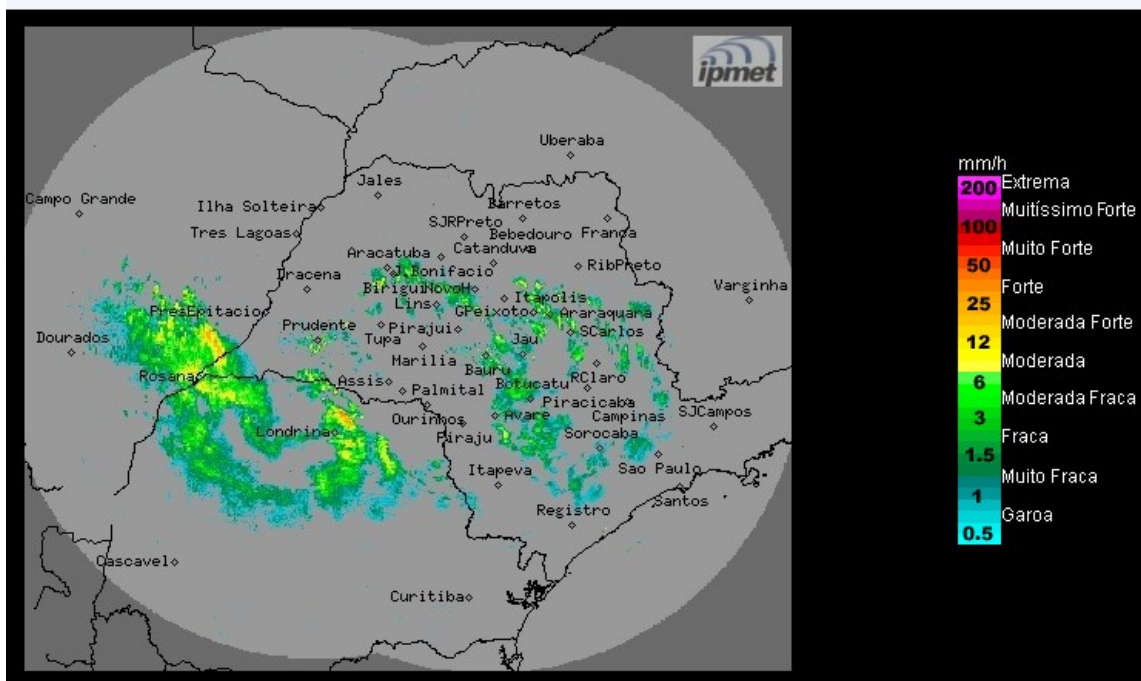 ipmet
Uberaba
Jales
Campo Grande
Ilha Solteira
Barretos
SJRPreto
Bebedouro
Franca
Tres Lagoas
Catanduva
Aracatuba
J.Bonifacio
RibPreto
Dracena
Birigui
NovoH
Varginha
Lins
Itapolis
PresEpitacio
GPeixoto
Araraquara
Prudente
Pirajui
SCarlos
Dourados
Tupa
Jau
Marilia
Bauru
Rosana
Assis
RClaro
Palmital
Botucatu
Piracicaba
Ourinhos
Avare
Campinas
SJCampos
Londrina
Piraju
Sorocaba
Itapeva
Sao Paulo
Santos
Registro
Cascavel
Curitiba
mm/h
200 Extrema
Muitíssimo Forte
100
Muito Forte
50
Forte
25
Moderada Forte
12
Moderada
6
Moderada Fraca
3
Fraca
1.5
Muito Fraca
1
Garoa
0.5